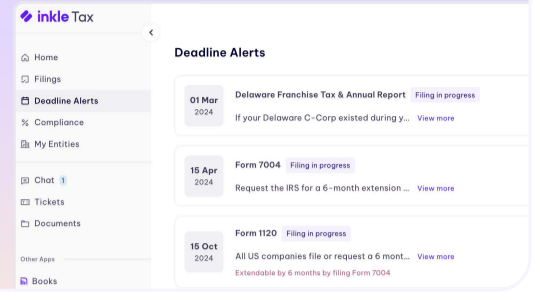 inkle Tax
Home
Filings
Deadline Alerts
Compliance
My Entities
Chat 1
Tickets
Documents
Other Apps
Books
Deadline Alerts
01 Mar
2024
Delaware Franchise Tax & Annual Report Filing in progress
If your Delaware C-Corp existed during y... View more
15 Apr
2024
Form 7004 Filing in progress
Request the IRS for a 6-month extension ... View more
15 Oct
2024
Form 1120 Filing in progress
All US companies file or request a 6 mont... View more
Extendable by 6 months by filing Form 7004